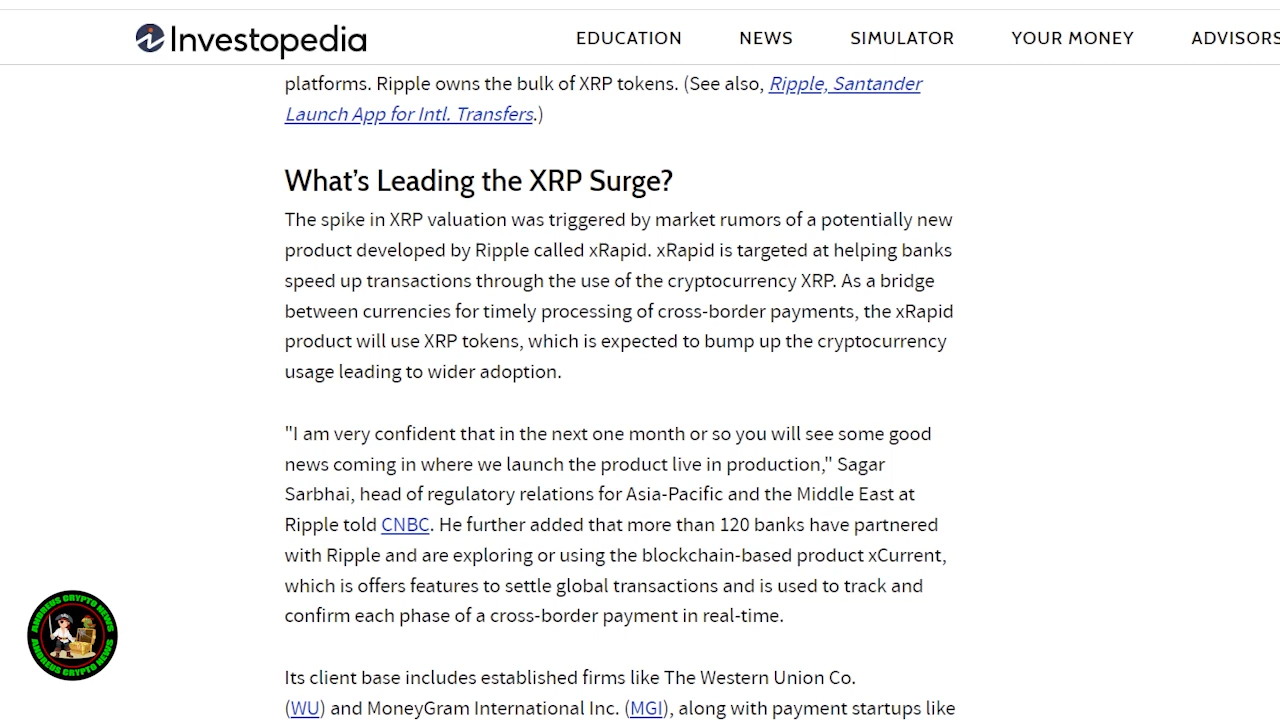 Investopedia
EDUCATION NEWS SIMULATOR YOUR MONEY ADVISORS
platforms. Ripple owns the bulk of XRP tokens. (See also, Ripple, Santander
Launch App for Intl. Transfers.)
What’s Leading the XRP Surge?
The spike in XRP valuation was triggered by market rumors of a potentially new
product developed by Ripple called xRapid. xRapid is targeted at helping banks
speed up transactions through the use of the cryptocurrency XRP. As a bridge
between currencies for timely processing of cross-border payments, the xRapid
product will use XRP tokens, which is expected to bump up the cryptocurrency
usage leading to wider adoption.
"I am very confident that in the next one month or so you will see some good
news coming in where we launch the product live in production," Sagar
Sarbhai, head of regulatory relations for Asia-Pacific and the Middle East at
Ripple told CNBC. He further added that more than 120 banks have partnered
with Ripple and are exploring or using the blockchain-based product xCurrent,
which is offers features to settle global transactions and is used to track and
confirm each phase of a cross-border payment in real-time.
ANDREUS CRYPTO NEWS
ANDREUS CRYPTO NEWS
Its client base includes established firms like The Western Union Co.
(WU) and MoneyGram International Inc. (MGI), along with payment startups like